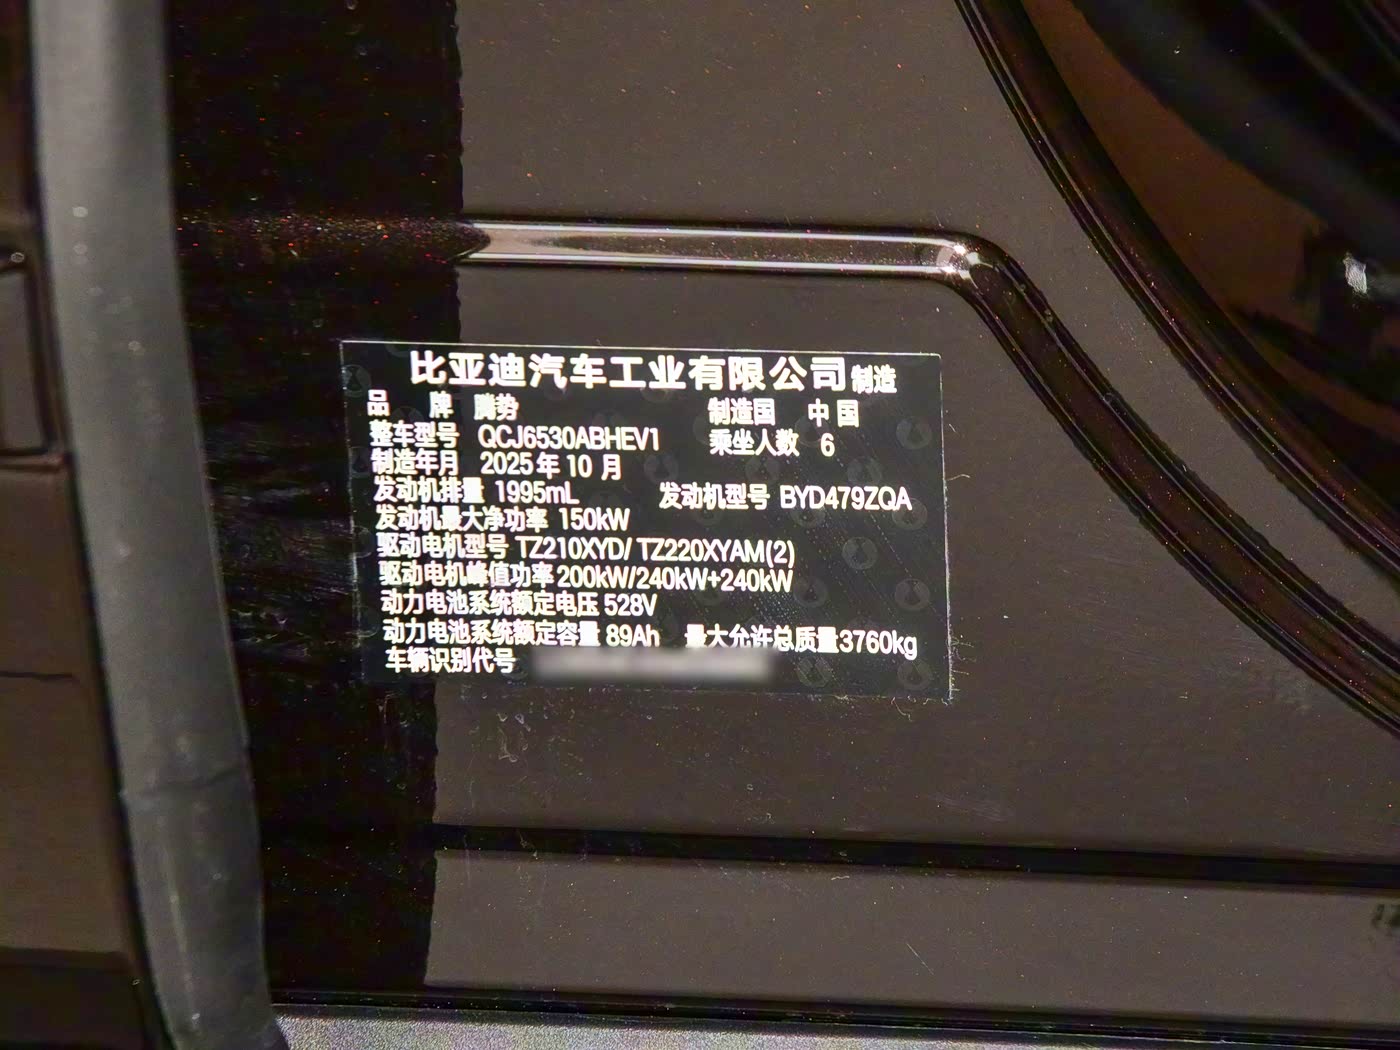 比亚迪汽车工业有限公司制造
品 牌 腾势 制造国 中国
整车型号 QCJ6530ABHEV1 乘坐人数 6
制造年月 2025年10月
发动机排量 1995mL 发动机型号 BYD479ZQA
发动机最大净功率 150kW
驱动电机型号 TZ210XYD/ TZ220XYAM(2)
驱动电机峰值功率 200kW/240kW+240kW
动力电池系统额定电压 528V
动力电池系统额定容量 89Ah 最大允许总质量3760kg
车辆识别代号